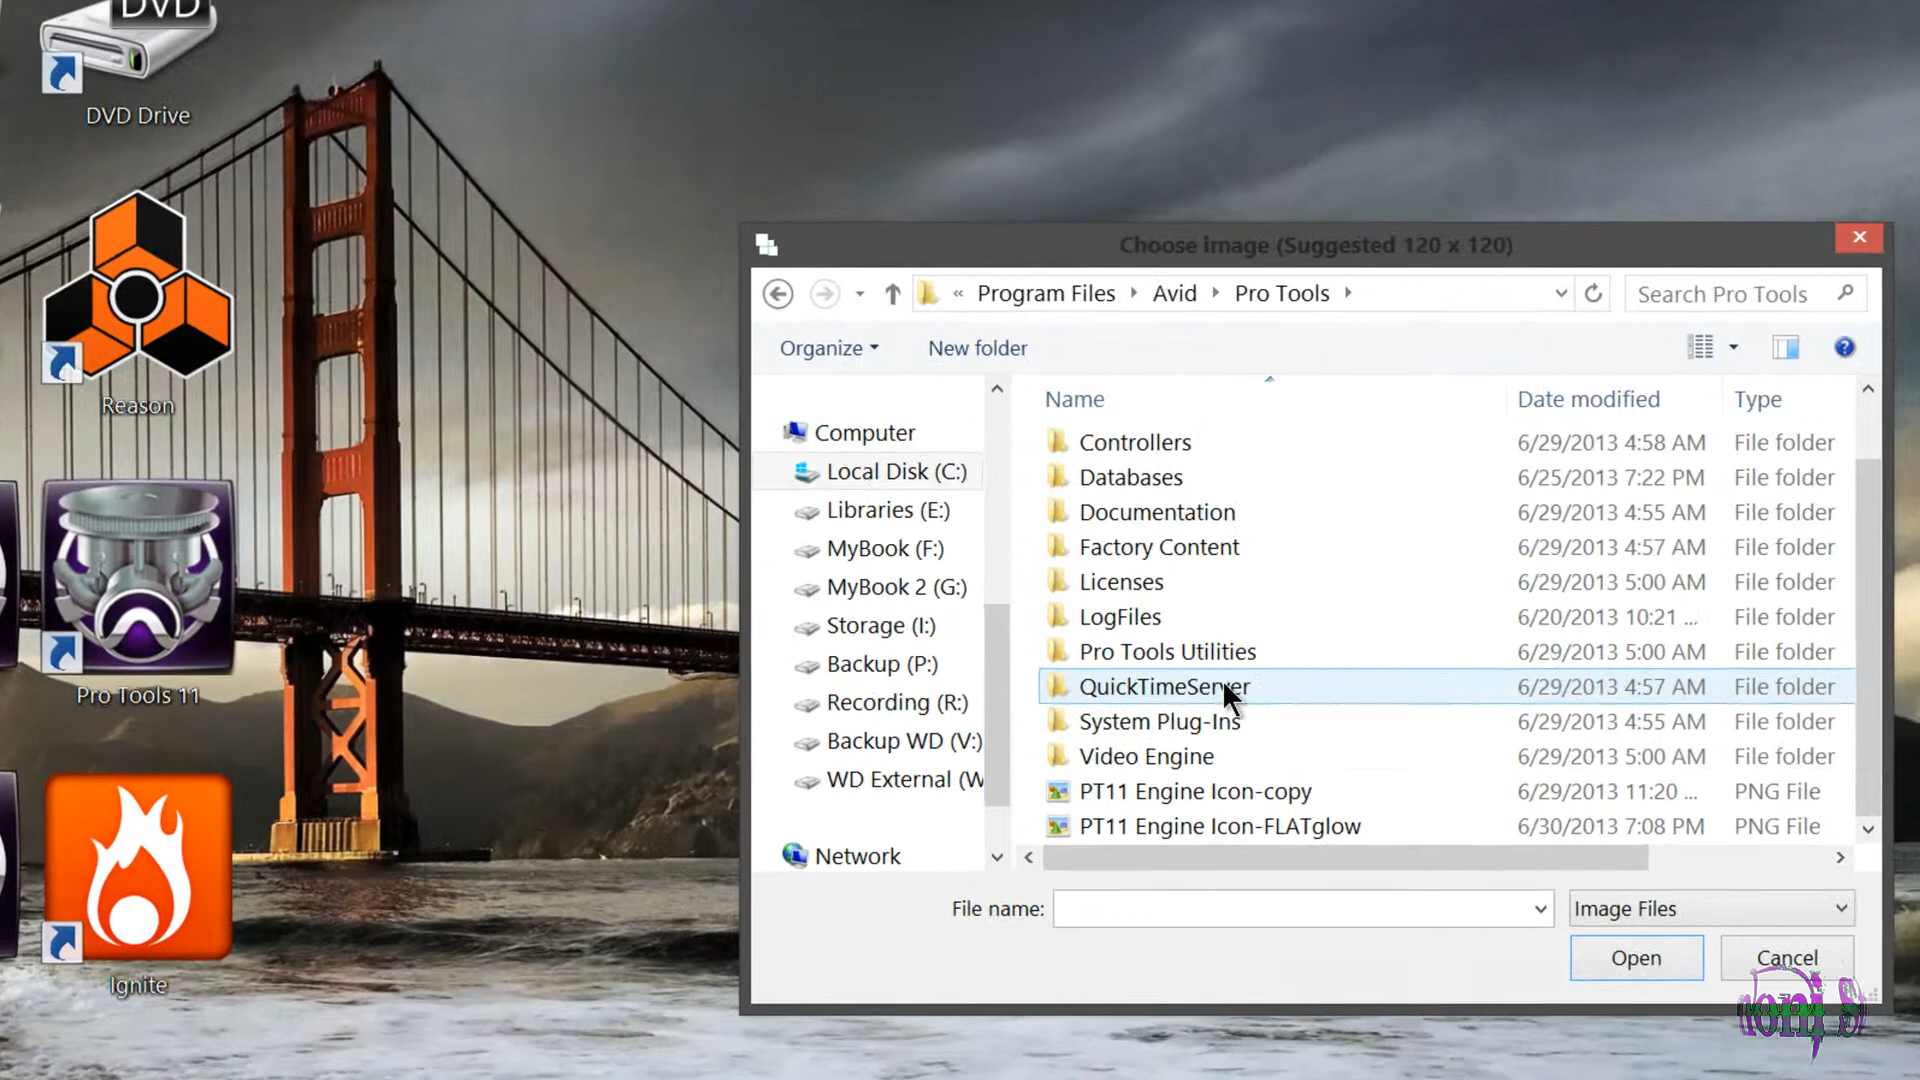 DVD
DVD Drive
Reason
Pro Tools 11
Ignite
Choose image (Suggested 120 x 120)
« Program Files Avid Pro Tools
Search Pro Tools
Organize
New folder
Name Date modified Type
Computer
Local Disk (C:)
Libraries (E:)
MyBook (F:)
MyBook 2 (G:)
Storage (I:)
Backup (P:)
Recording (R:)
Backup WD (V:)
WD External (W
Network
Controllers 6/29/2013 4:58 AM File folder
Databases 6/25/2013 7:22 PM File folder
Documentation 6/29/2013 4:55 AM File folder
Factory Content 6/29/2013 4:57 AM File folder
Licenses 6/29/2013 5:00 AM File folder
LogFiles 6/20/2013 10:21 ... File folder
Pro Tools Utilities 6/29/2013 5:00 AM File folder
QuickTimeServer 6/29/2013 4:57 AM File folder
System Plug-Ins 6/29/2013 4:55 AM File folder
Video Engine 6/29/2013 5:00 AM File folder
PT11 Engine Icon-copy 6/29/2013 11:20 ... PNG File
PT11 Engine Icon-FLATglow 6/30/2013 7:08 PM PNG File
File name:
Image Files
Open
Cancel